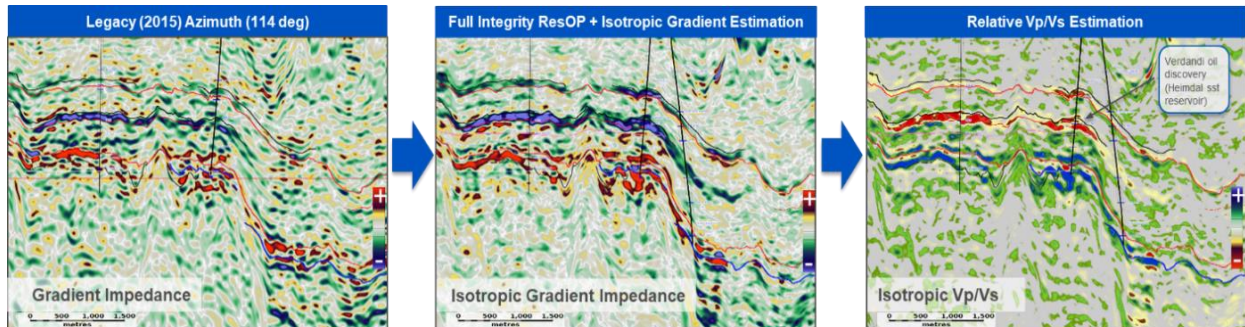 Legacy (2015) Azimuth (114 deg)
+
-
Gradient Impedance
0 500 1,000 1,500
metres
Full Integrity ResOP + Isotropic Gradient Estimation
+
-
Isotropic Gradient Impedance
0 500 1,000 1,500
metres
Relative Vp/Vs Estimation
Verdandi oil
discovery
(Heimdal sst
reservoir)
+
-
Isotropic Vp/Vs
0 500 1,000 1,500
metres